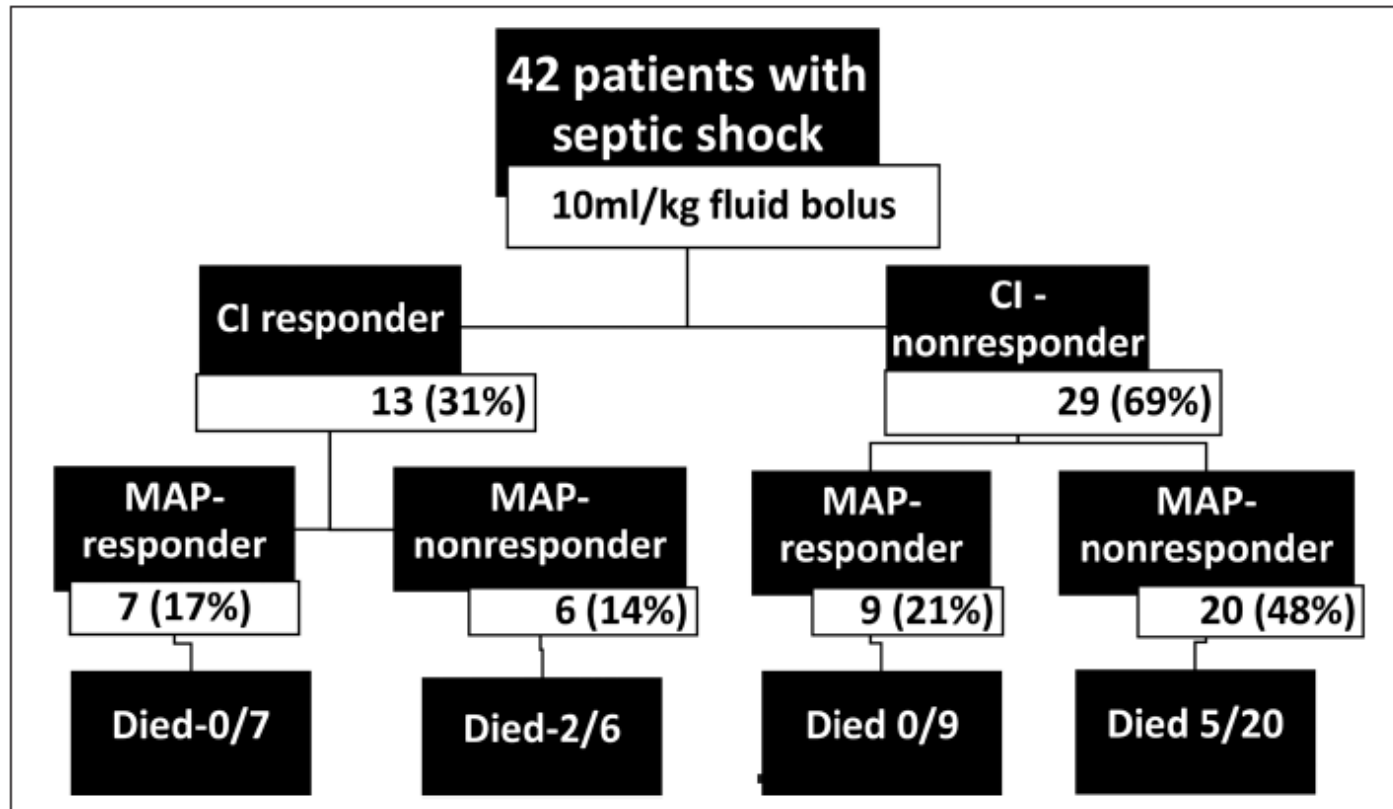 42 patients with
septic shock
10ml/kg fluid bolus
CI responder
13 (31%)
CI -
nonresponder
29 (69%)
MAP-
responder
7 (17%)
MAP-
nonresponder
6 (14%)
MAP-
responder
9 (21%)
MAP-
nonresponder
20 (48%)
Died-0/7
Died-2/6
Died 0/9
Died 5/20